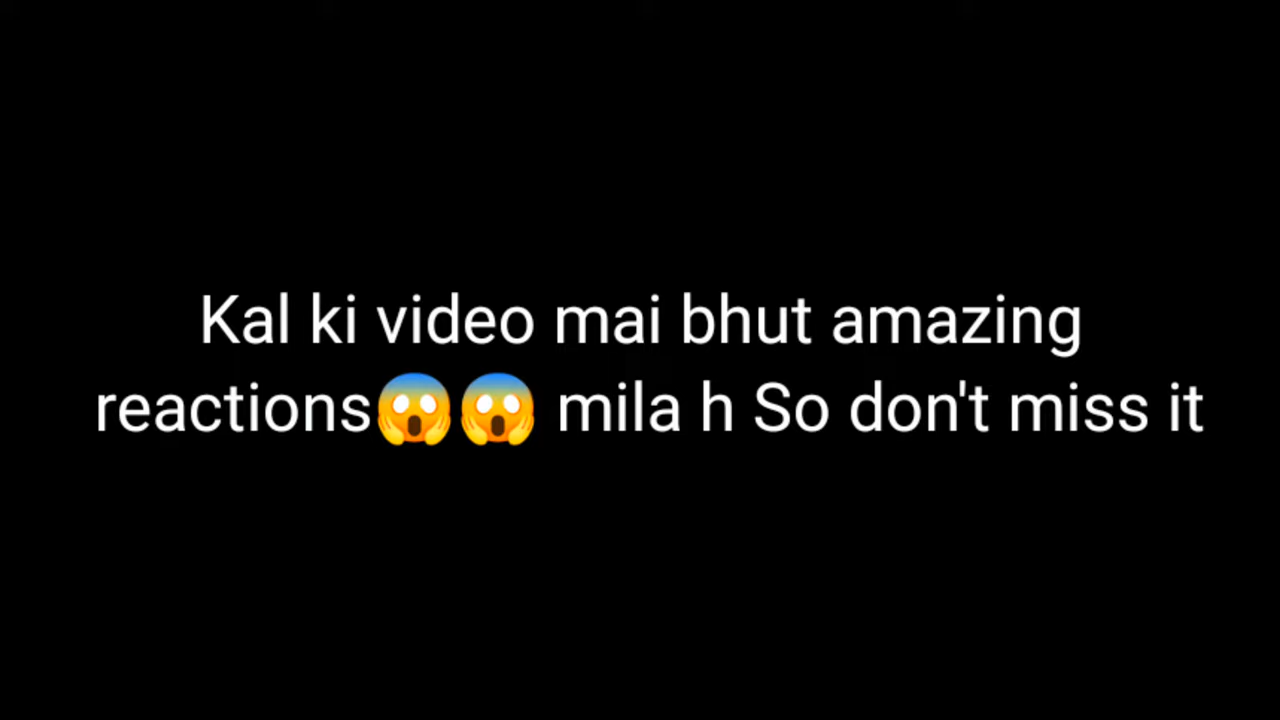 Kal ki video mai bhut amazing
reactions😱😱 mila h So don't miss it